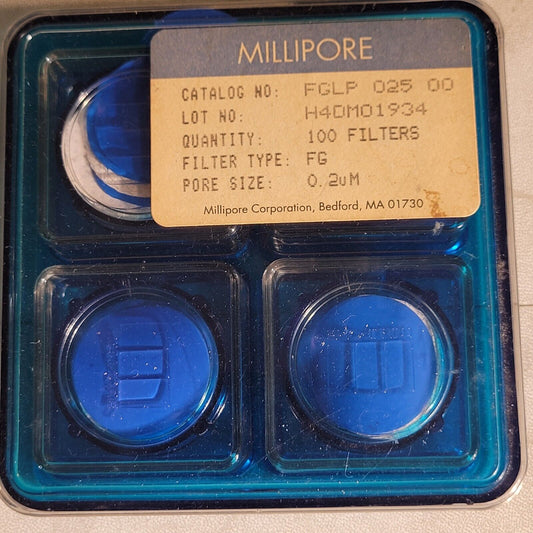 MILLIPORE
CATALOG NO: FGLP 025 00
LOT NO: H4DM01934
QUANTITY: 100 FILTERS
FILTER TYPE: FG
PORE SIZE: 0.2uM
Millipore Corporation, Bedford, MA 01730